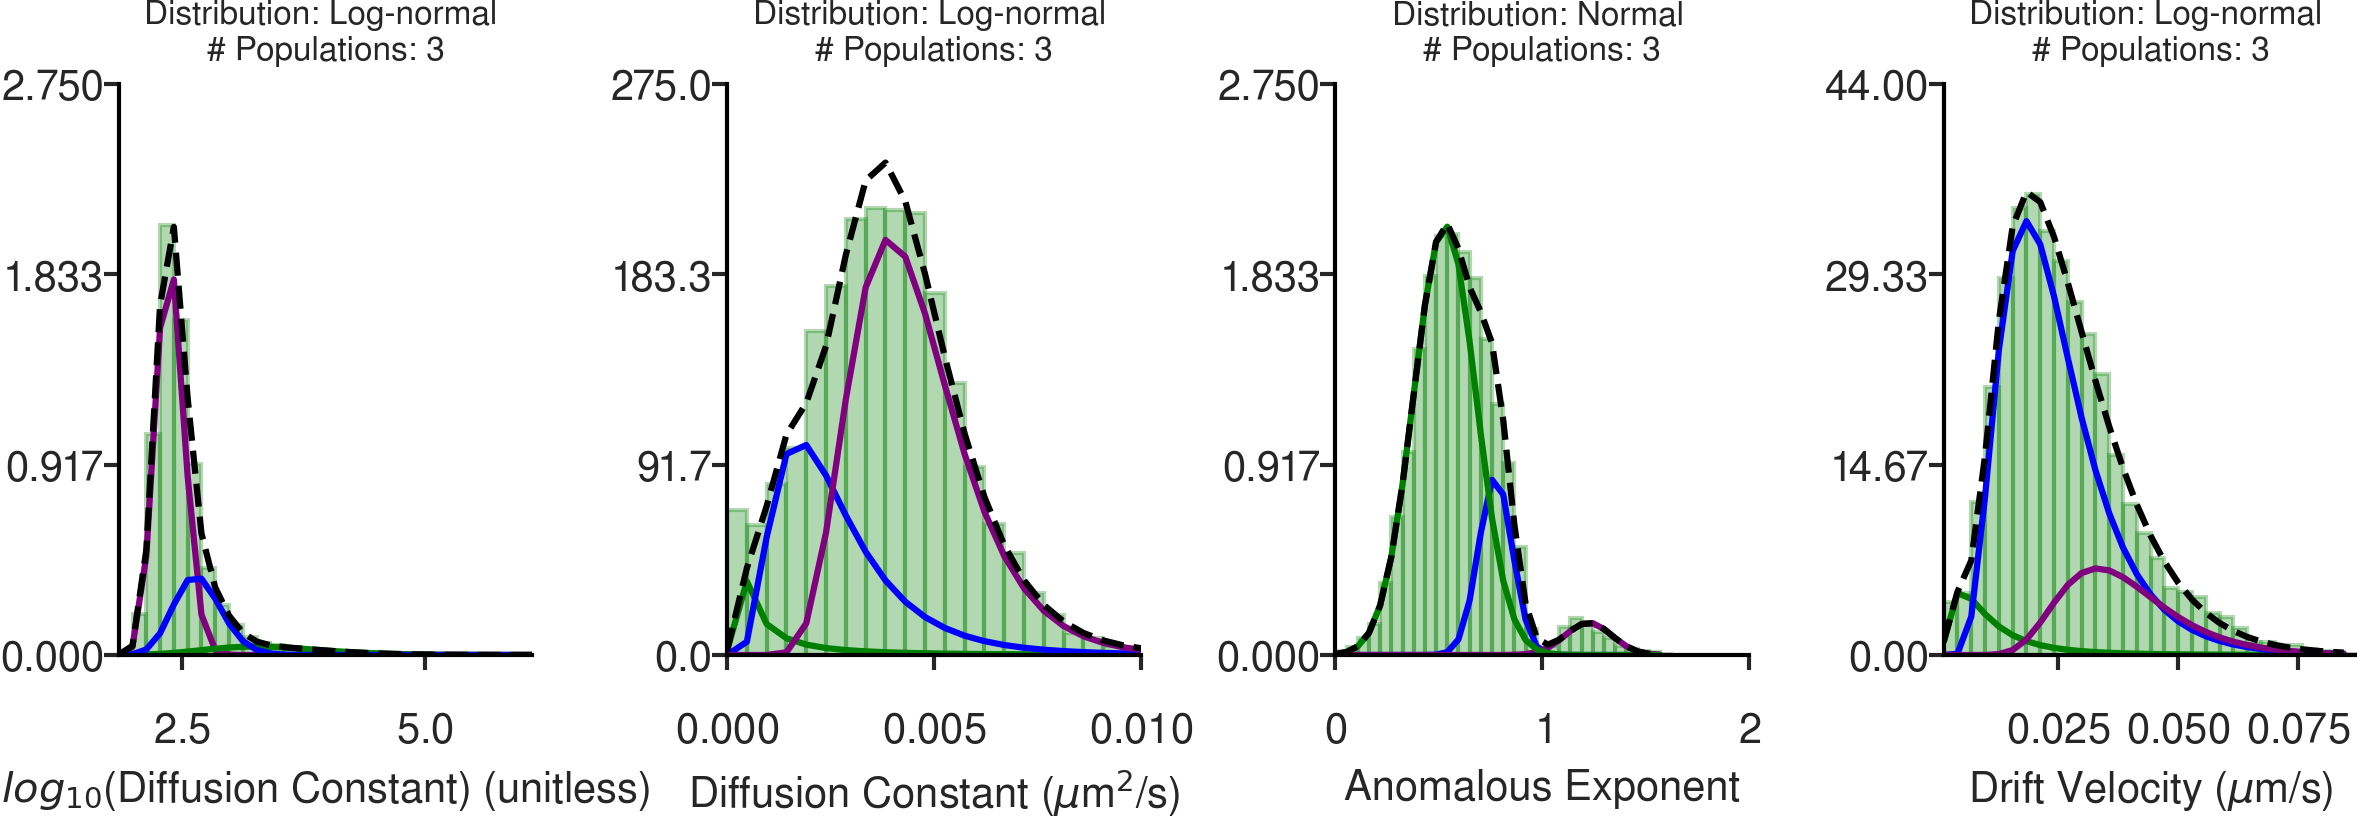 Distribution: Log-normal
# Populations: 3
2.750
1.833
0.917
0.000
2.5 5.0
log10(Diffusion Constant) (unitless)
Distribution: Log-normal
# Populations: 3
275.0
183.3
91.7
0.0
0.000 0.005 0.010
Diffusion Constant (μm²/s)
Distribution: Normal
# Populations: 3
2.750
1.833
0.917
0.000
0 1 2
Anomalous Exponent
Distribution: Log-normal
# Populations: 3
44.00
29.33
14.67
0.00
0.025 0.050 0.075
Drift Velocity (μm/s)